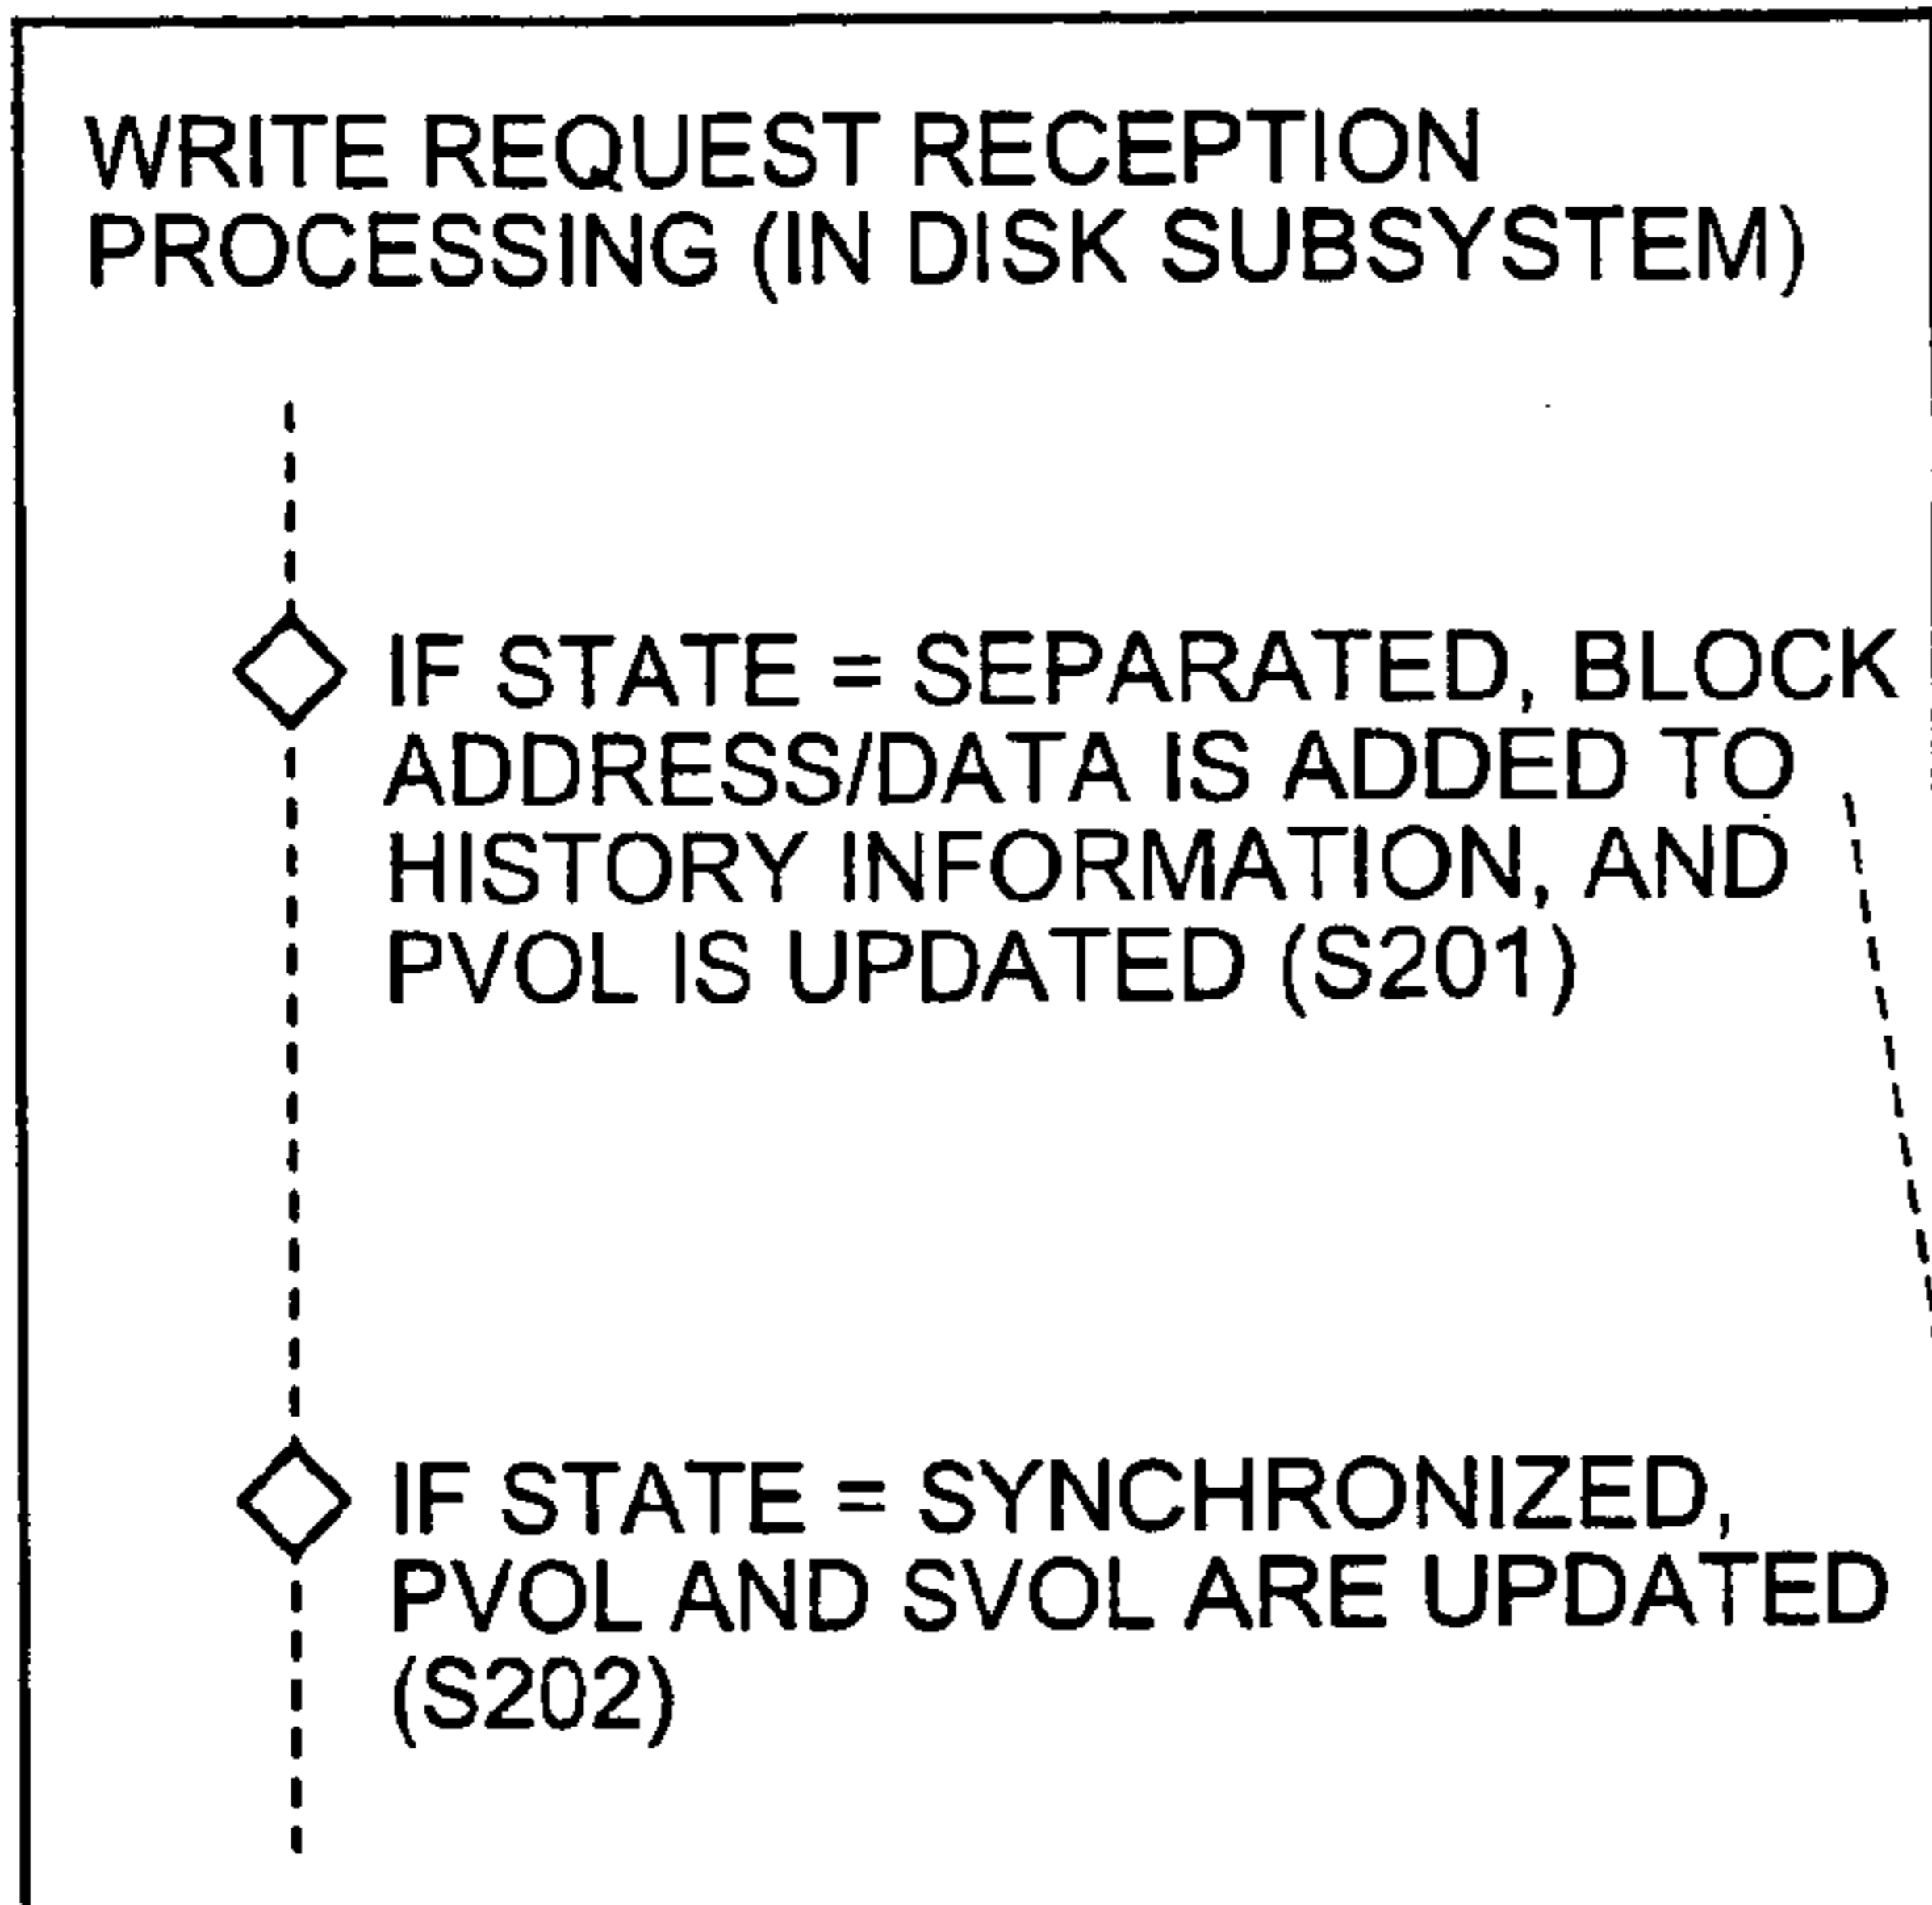 WRITE REQUEST RECEPTION
PROCESSING (IN DISK SUBSYSTEM)
IF STATE = SEPARATED, BLOCK
ADDRESS/DATA IS ADDED TO
HISTORY INFORMATION, AND
PVOL IS UPDATED (S201)
IF STATE = SYNCHRONIZED,
PVOL AND SVOL ARE UPDATED
(S202)